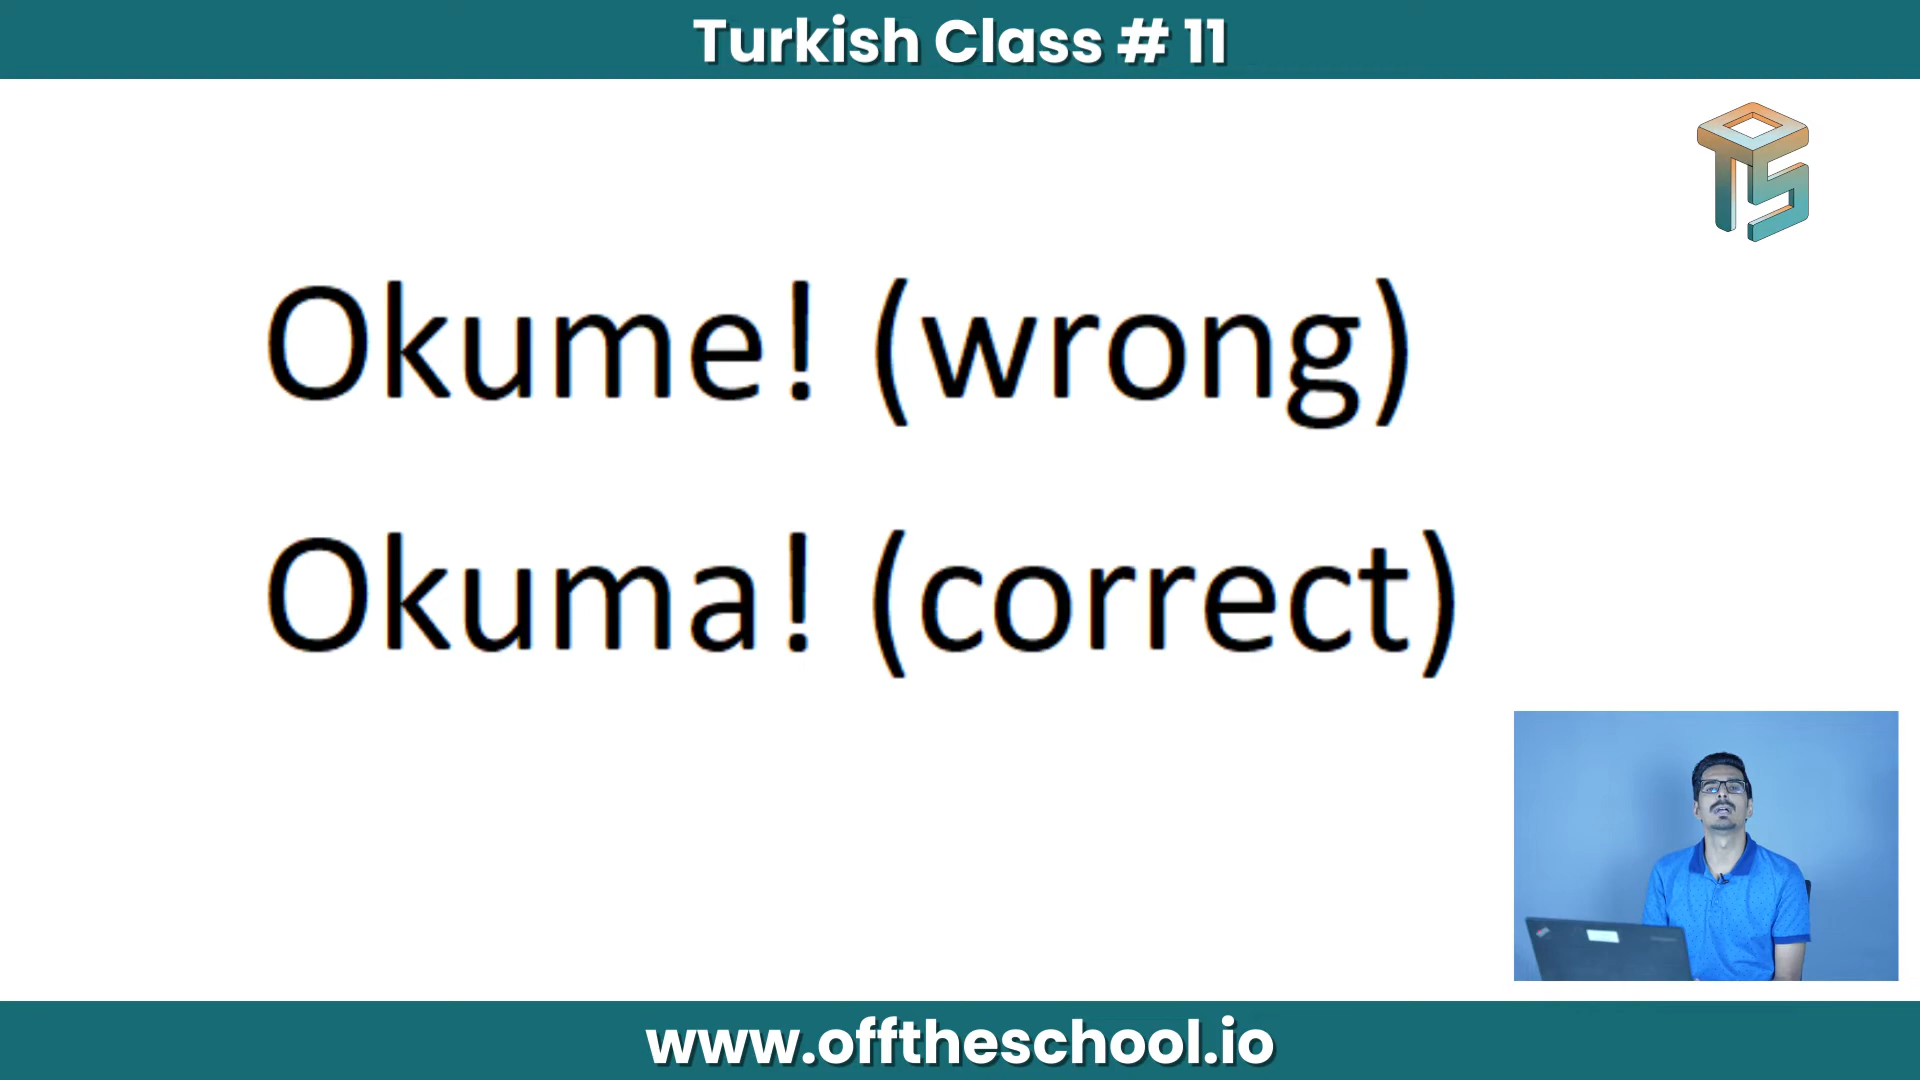 Turkish Class # 11
Okume! (wrong)
Okuma! (correct)
www.offtheschool.io